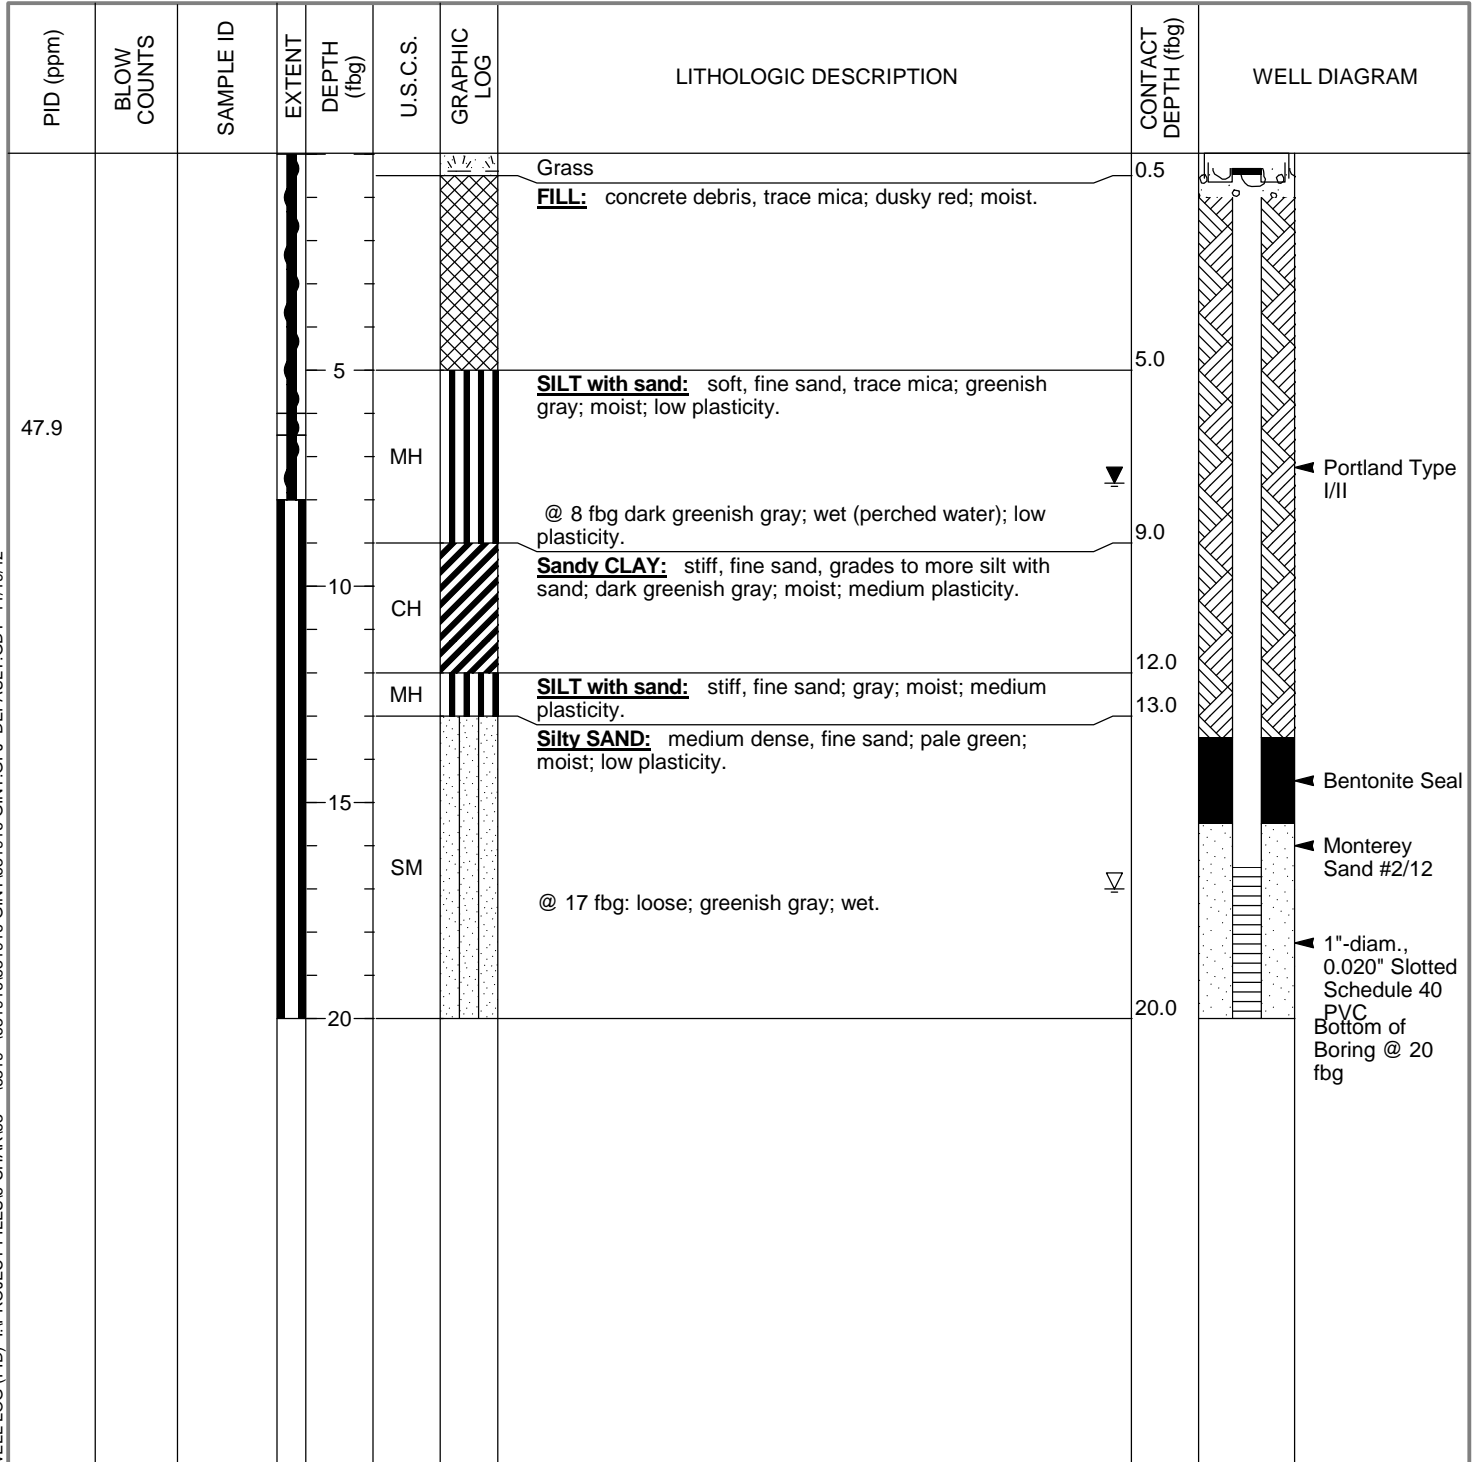 PID (ppm)
BLOW
COUNTS
SAMPLE ID
EXTENT
DEPTH
(fbg)
U.S.C.S.
GRAPHIC
LOG
LITHOLOGIC DESCRIPTION
CONTACT
DEPTH (fbg)
WELL DIAGRAM
Grass
0.5
FILL: concrete debris, trace mica; dusky red; moist.
5
5.0
SILT with sand: soft, fine sand, trace mica; greenish
gray; moist; low plasticity.
47.9
MH
Portland Type
I/II
@ 8 fbg dark greenish gray; wet (perched water); low
plasticity.
9.0
Sandy CLAY: stiff, fine sand, grades to more silt with
sand; dark greenish gray; moist; medium plasticity.
10
CH
12.0
MH
SILT with sand: stiff, fine sand; gray; moist; medium
plasticity.
13.0
Silty SAND: medium dense, fine sand; pale green;
moist; low plasticity.
Bentonite Seal
15
Monterey
Sand #2/12
SM
@ 17 fbg: loose; greenish gray; wet.
1"-diam.,
0.020" Slotted
Schedule 40
PVC
20
20.0
Bottom of
Boring @ 20
fbg